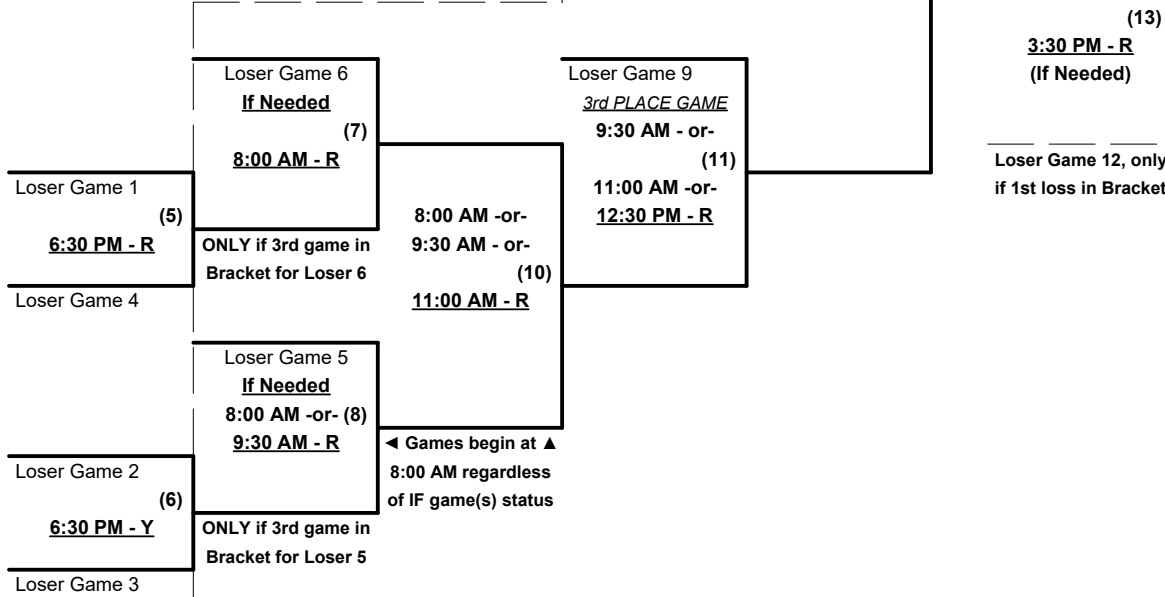 (13)
3:30 PM - R
(If Needed)
Loser Game 12, only
if 1st loss in Bracket
Loser Game 6
If Needed
(7)
8:00 AM - R
Loser Game 9
3rd PLACE GAME
9:30 AM - or-
(11)
11:00 AM -or-
12:30 PM - R
Loser Game 1
(5)
6:30 PM - R
Loser Game 4
ONLY if 3rd game in
Bracket for Loser 6
8:00 AM -or-
9:30 AM - or-
(10)
11:00 AM - R
Loser Game 5
If Needed
8:00 AM -or- (8)
9:30 AM - R
◄ Games begin at ▲
8:00 AM regardless
of IF game(s) status
Loser Game 2
(6)
6:30 PM - Y
Loser Game 3
ONLY if 3rd game in
Bracket for Loser 5